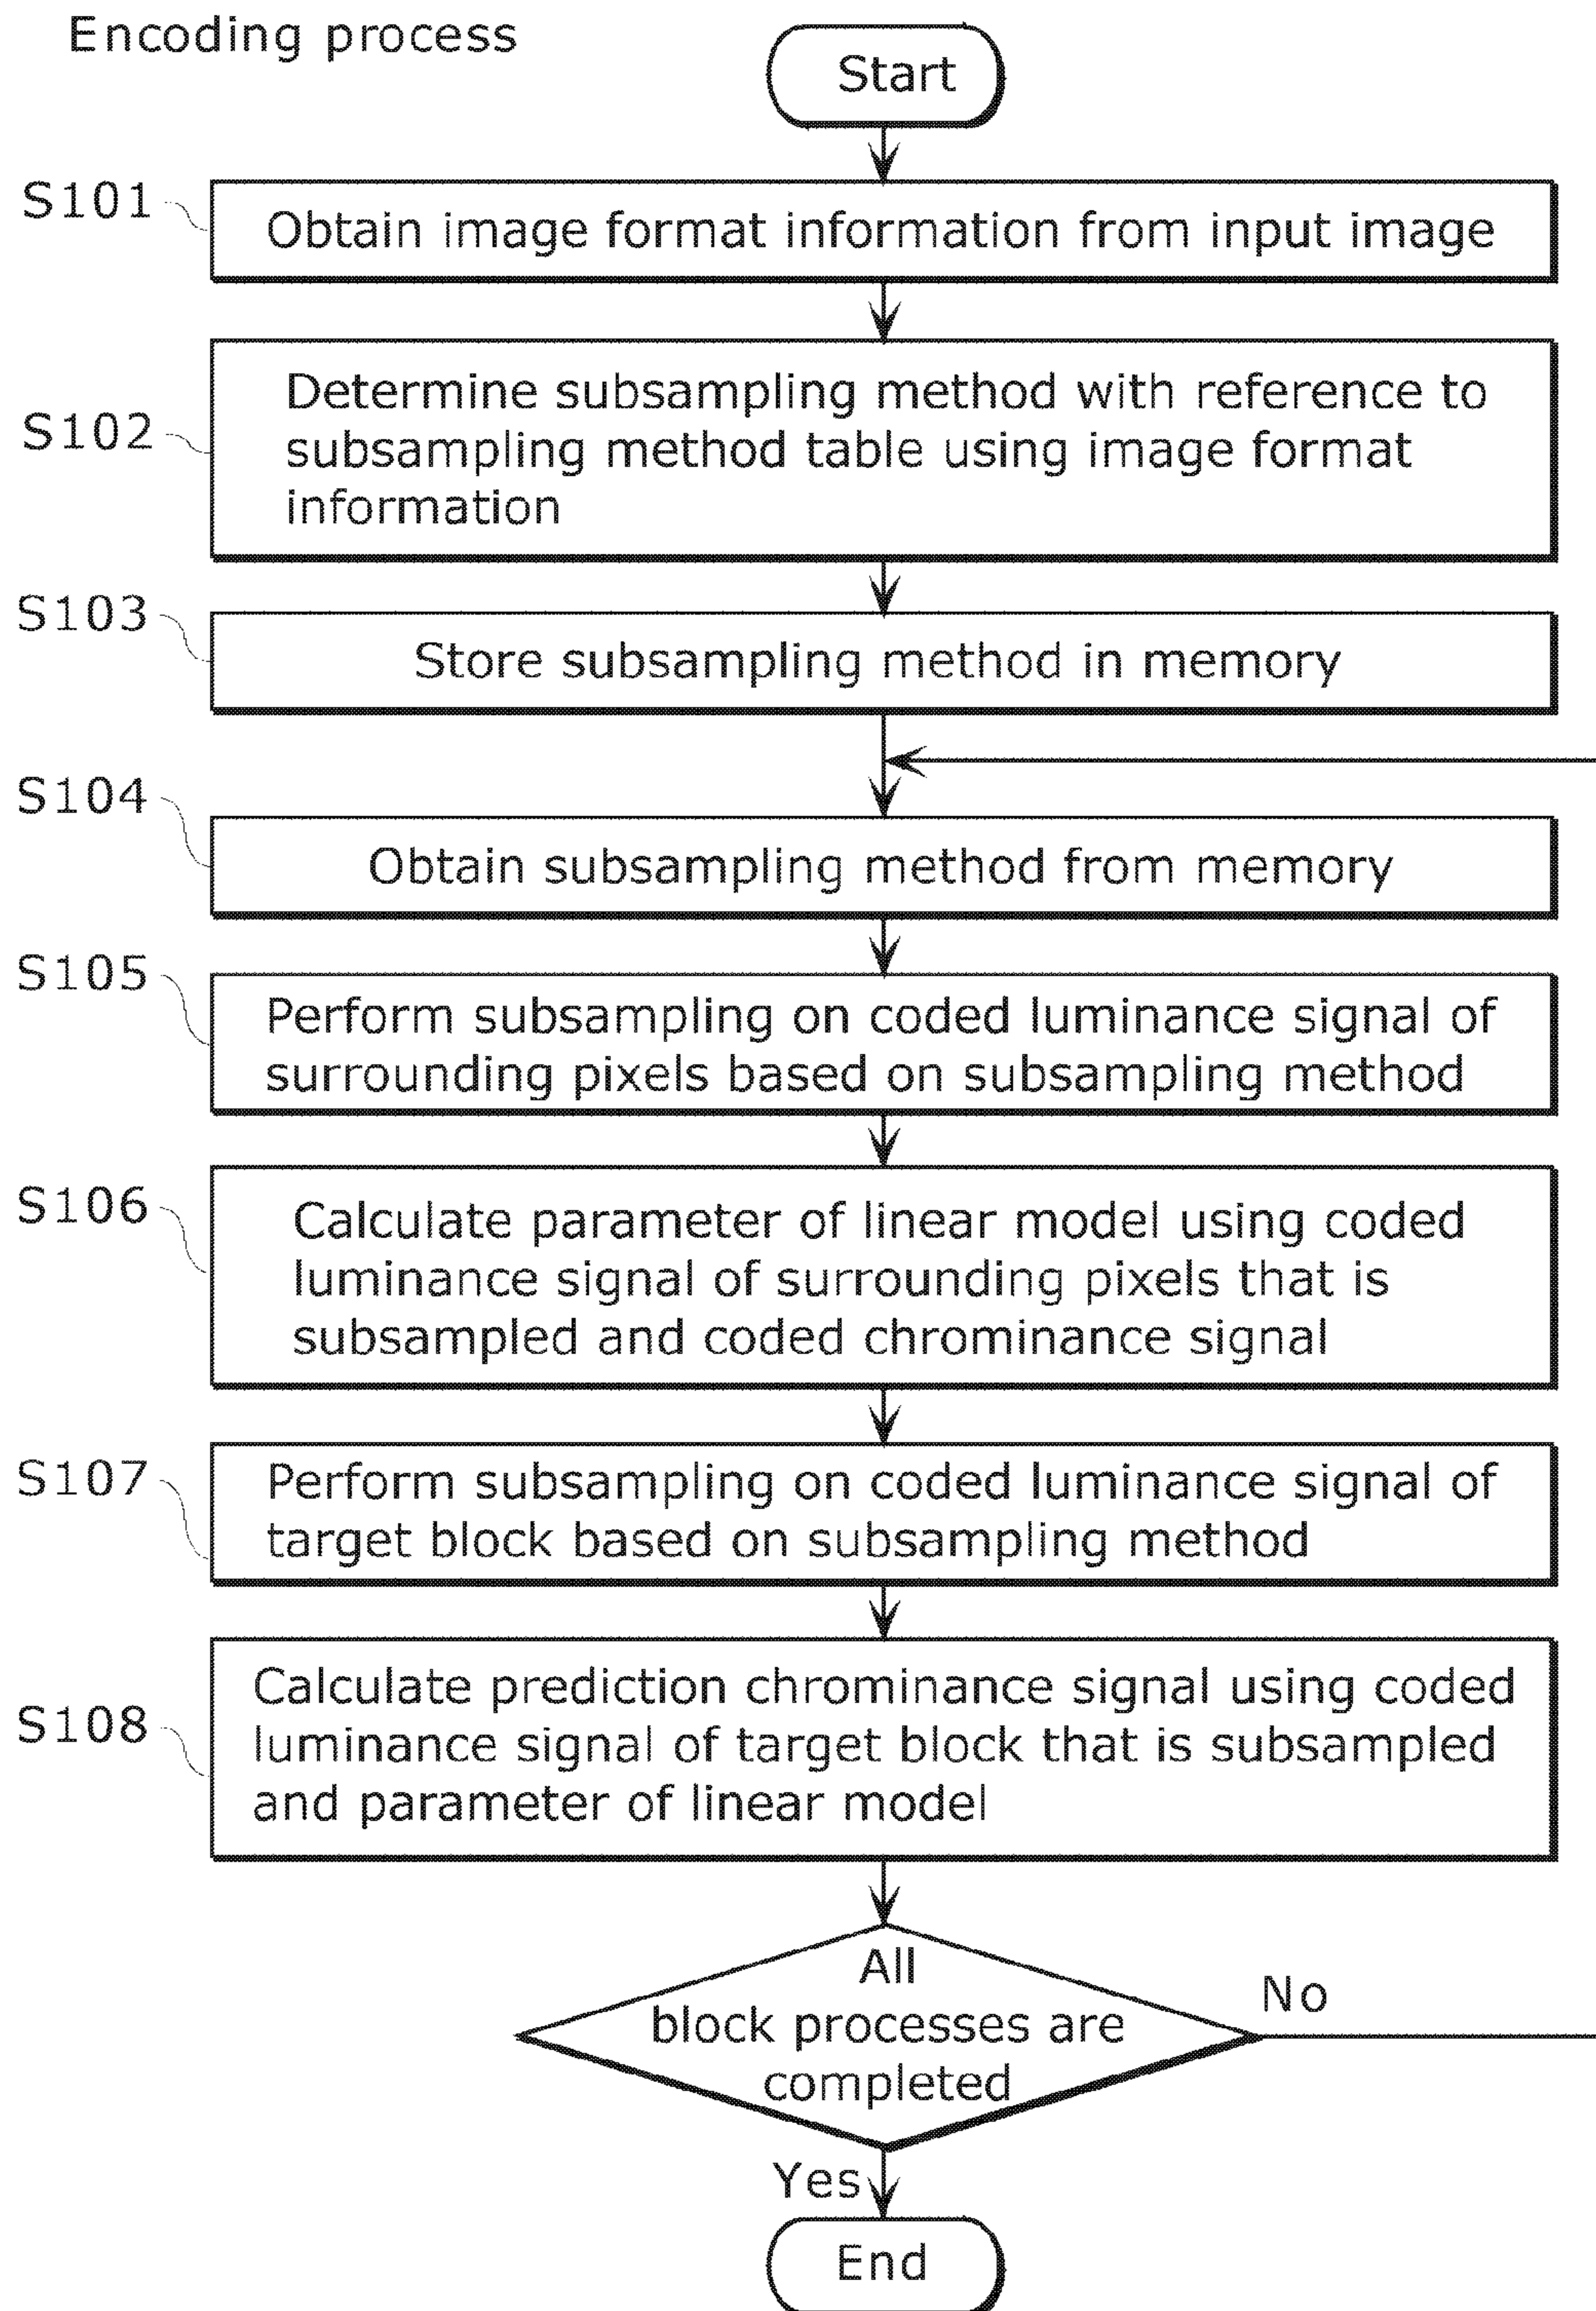 Encoding process
Start
S101
Obtain image format information from input image
S102
Determine subsampling method with reference to
subsampling method table using image format
information
S103
Store subsampling method in memory
S104
Obtain subsampling method from memory
S105
Perform subsampling on coded luminance signal of
surrounding pixels based on subsampling method
S106
Calculate parameter of linear model using coded
luminance signal of surrounding pixels that is
subsampled and coded chrominance signal
S107
Perform subsampling on coded luminance signal of
target block based on subsampling method
S108
Calculate prediction chrominance signal using coded
luminance signal of target block that is subsampled
and parameter of linear model
All
block processes are
completed
No
Yes
End